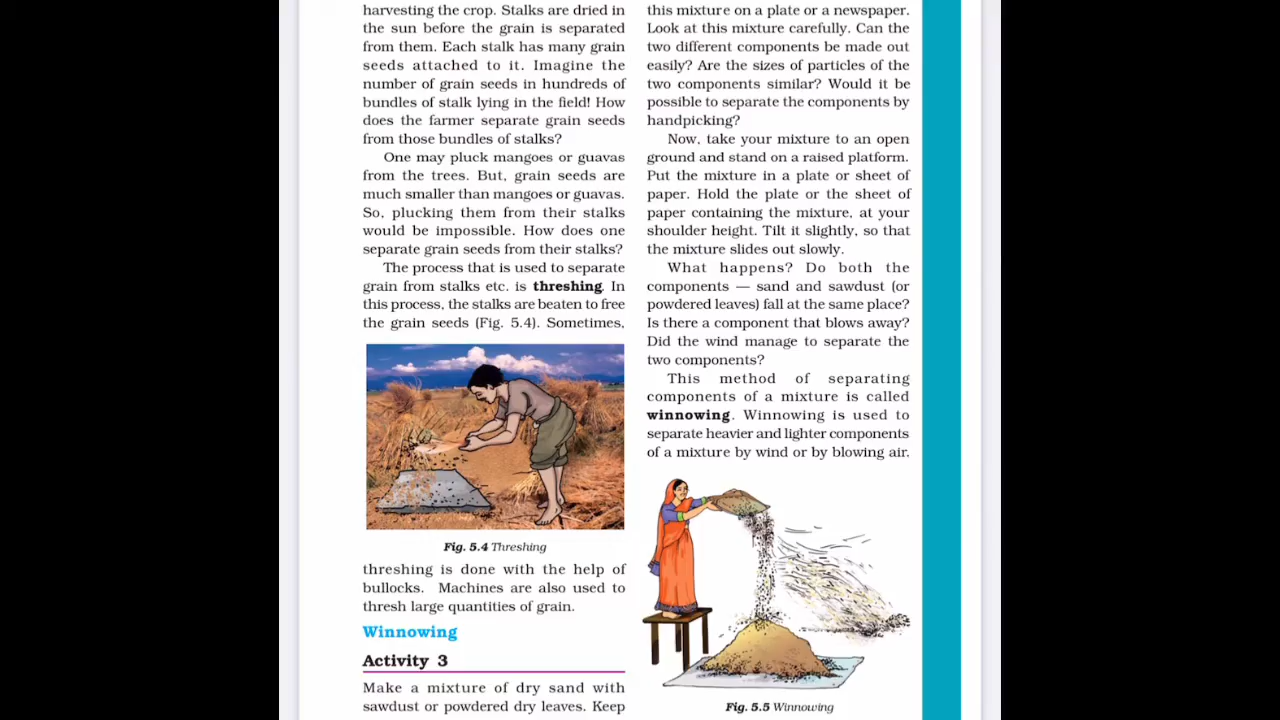 harvesting the crop. Stalks are dried in
the sun before the grain is separated
from them. Each stalk has many grain
seeds attached to it. Imagine the
number of grain seeds in hundreds of
bundles of stalk lying in the field! How
does the farmer separate grain seeds
from those bundles of stalks?
One may pluck mangoes or guavas
from the trees. But, grain seeds are
much smaller than mangoes or guavas.
So, plucking them from their stalks
would be impossible. How does one
separate grain seeds from their stalks?
The process that is used to separate
grain from stalks etc. is threshing. In
this process, the stalks are beaten to free
the grain seeds (Fig. 5.4). Sometimes,
Fig. 5.4 Threshing
threshing is done with the help of
bullocks. Machines are also used to
thresh large quantities of grain.
Winnowing
Activity 3
Make a mixture of dry sand with
sawdust or powdered dry leaves. Keep
this mixture on a plate or a newspaper.
Look at this mixture carefully. Can the
two different components be made out
easily? Are the sizes of particles of the
two components similar? Would it be
possible to separate the components by
handpicking?
Now, take your mixture to an open
ground and stand on a raised platform.
Put the mixture in a plate or sheet of
paper. Hold the plate or the sheet of
paper containing the mixture, at your
shoulder height. Tilt it slightly, so that
the mixture slides out slowly.
What happens? Do both the
components — sand and sawdust (or
powdered leaves) fall at the same place?
Is there a component that blows away?
Did the wind manage to separate the
two components?
This method of separating
components of a mixture is called
winnowing. Winnowing is used to
separate heavier and lighter components
of a mixture by wind or by blowing air.
Fig. 5.5 Winnowing